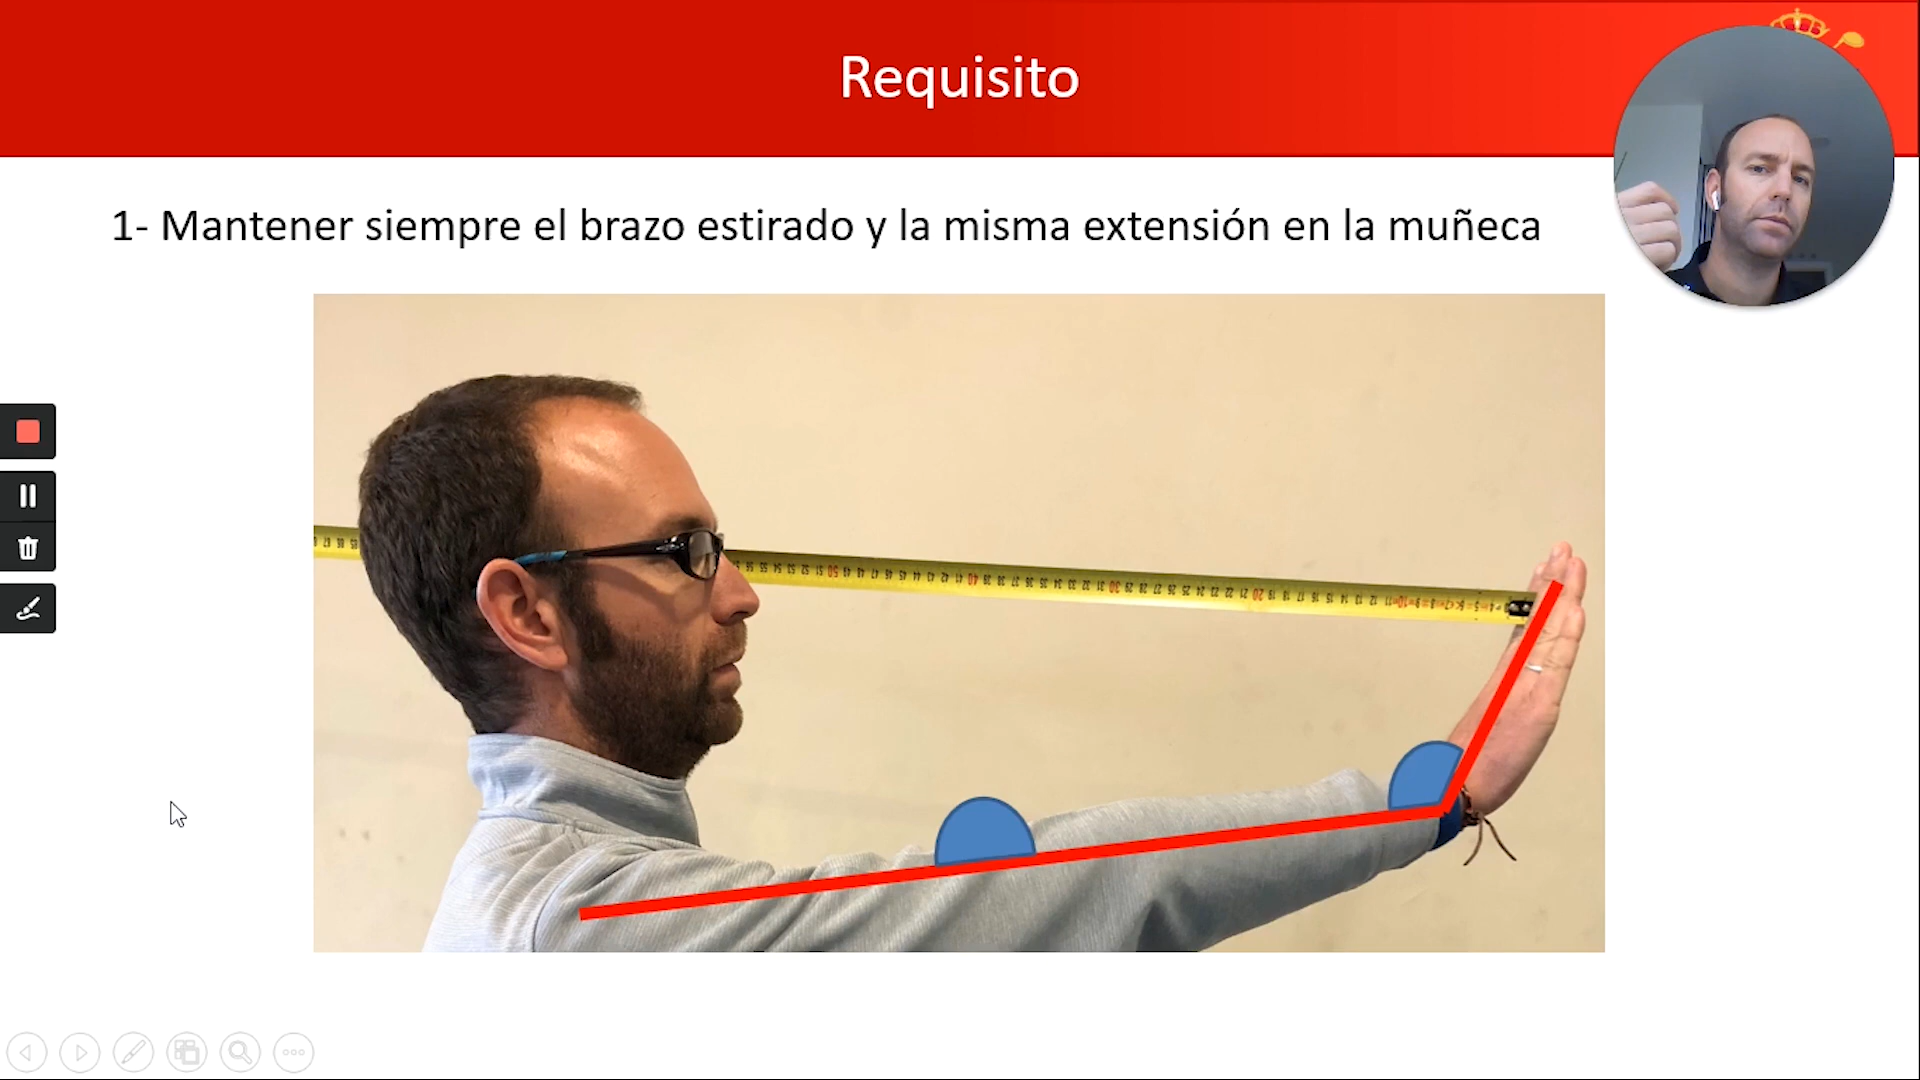 Requisito
1- Mantener siempre el brazo estirado y la misma extensión en la muñeca